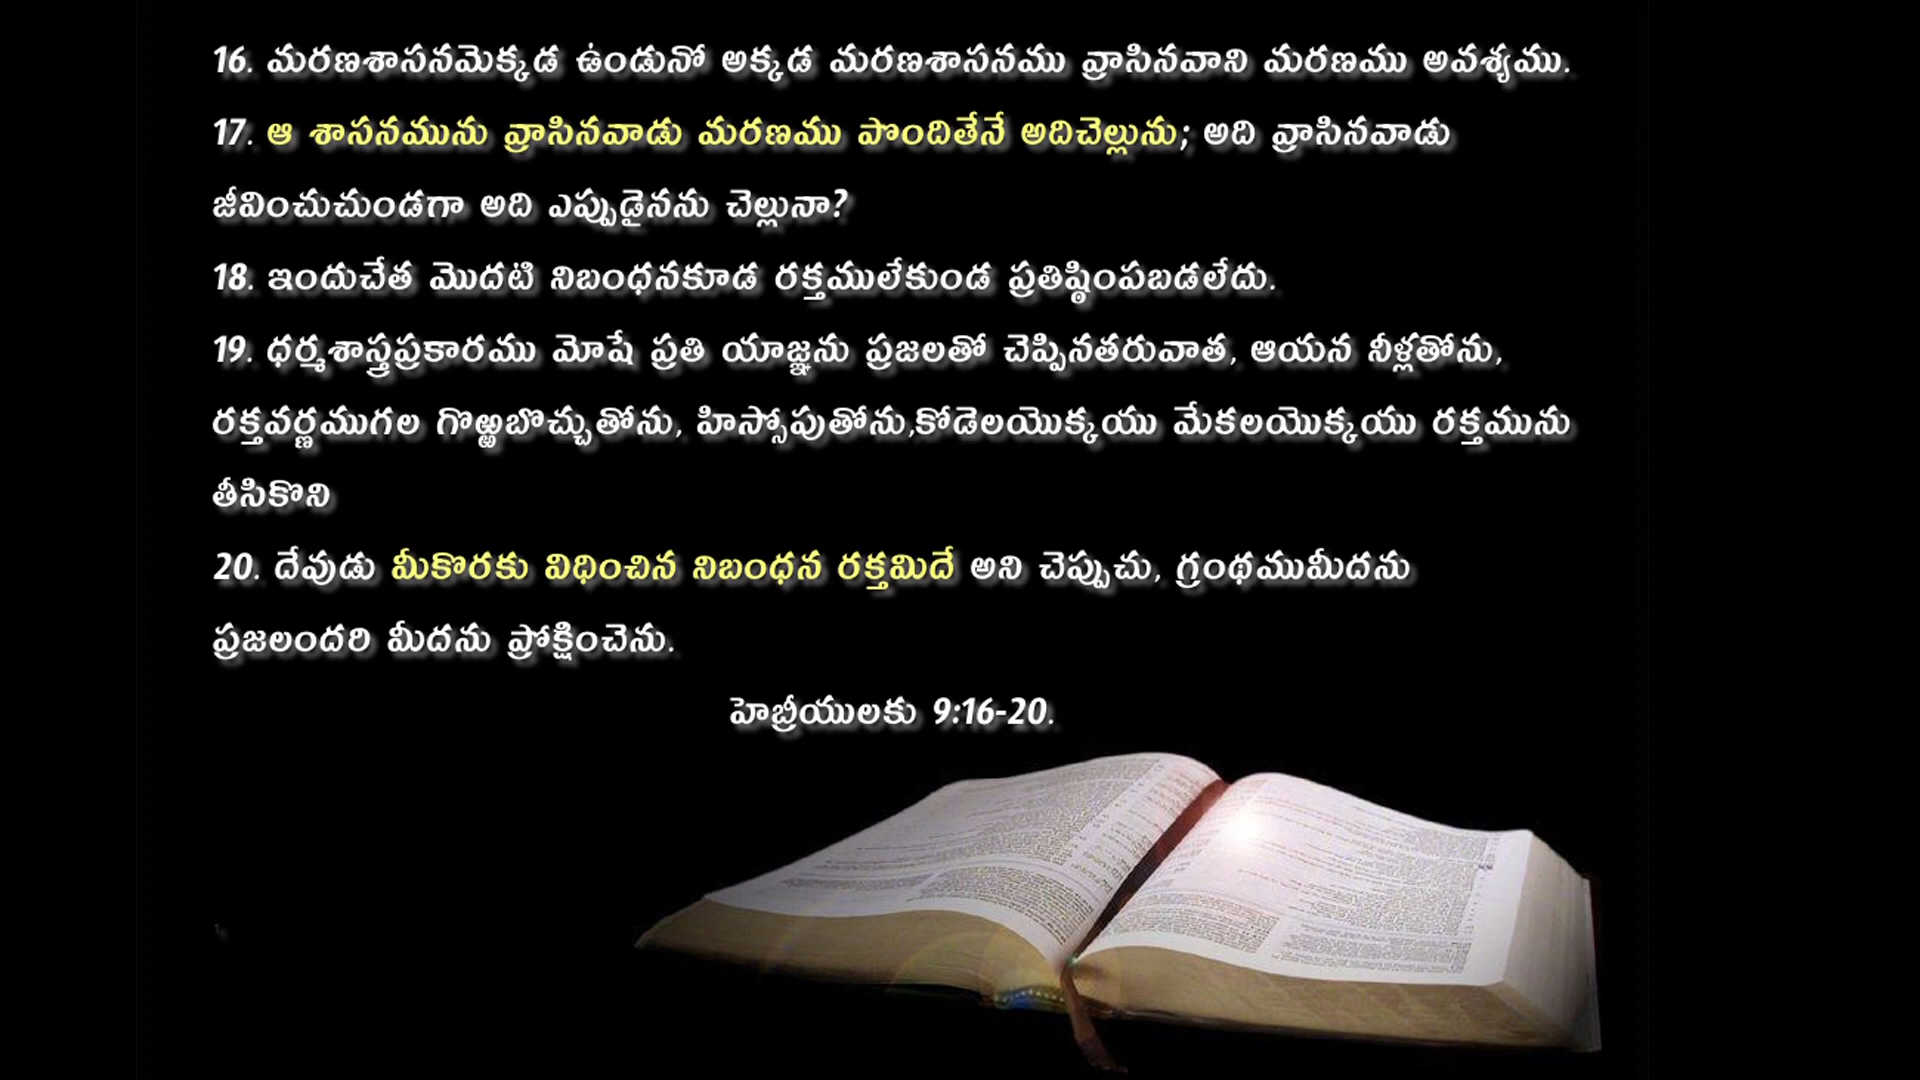 16. మరణశాసనమెక్కడ ఉండునో అక్కడ మరణశాసనము వ్రాసినవాని మరణము అవశ్యము.
17. ఆ శాసనమును వ్రాసినవాడు మరణము పొందితేనే అదిచెల్లును; అది వ్రాసినవాడు
జీవించుచుండగా అది ఎప్పుడైనను చెల్లునా?
18. ఇందుచేత మొదటి నిబంధనకూడ రక్తములేకుండ ప్రతిష్ఠింపబడలేదు.
19. ధర్మశాస్త్రప్రకారము మోషే ప్రతి యాజ్ఞను ప్రజలతో చెప్పినతరువాత, ఆయన నీళ్లతోను,
రక్తవర్ణముగల గొఱ్ఱబొచ్చుతోను, హిస్సోపుతోను,కోడెలయొక్కయు మేకలయొక్కయు రక్తమును
తీసికొని
20. దేవుడు మీకొరకు విధించిన నిబంధన రక్తమిదే అని చెప్పుచు, గ్రంథముమీదను
ప్రజలందరి మీదను ప్రోక్షించెను.
హెబ్రీయులకు 9:16-20.